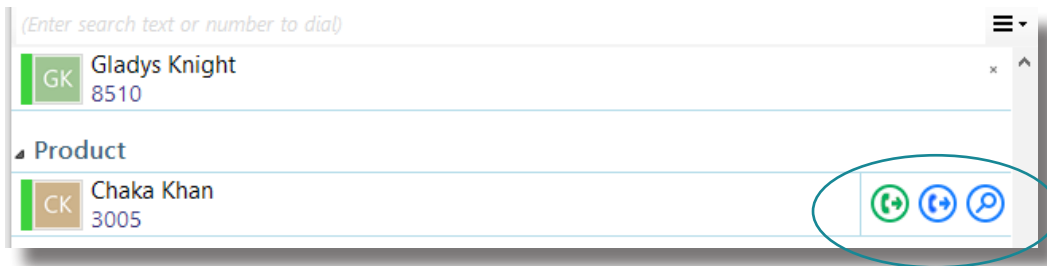 (Enter search text or number to dial)
GK
Gladys Knight
8510
Product
CK
Chaka Khan
3005